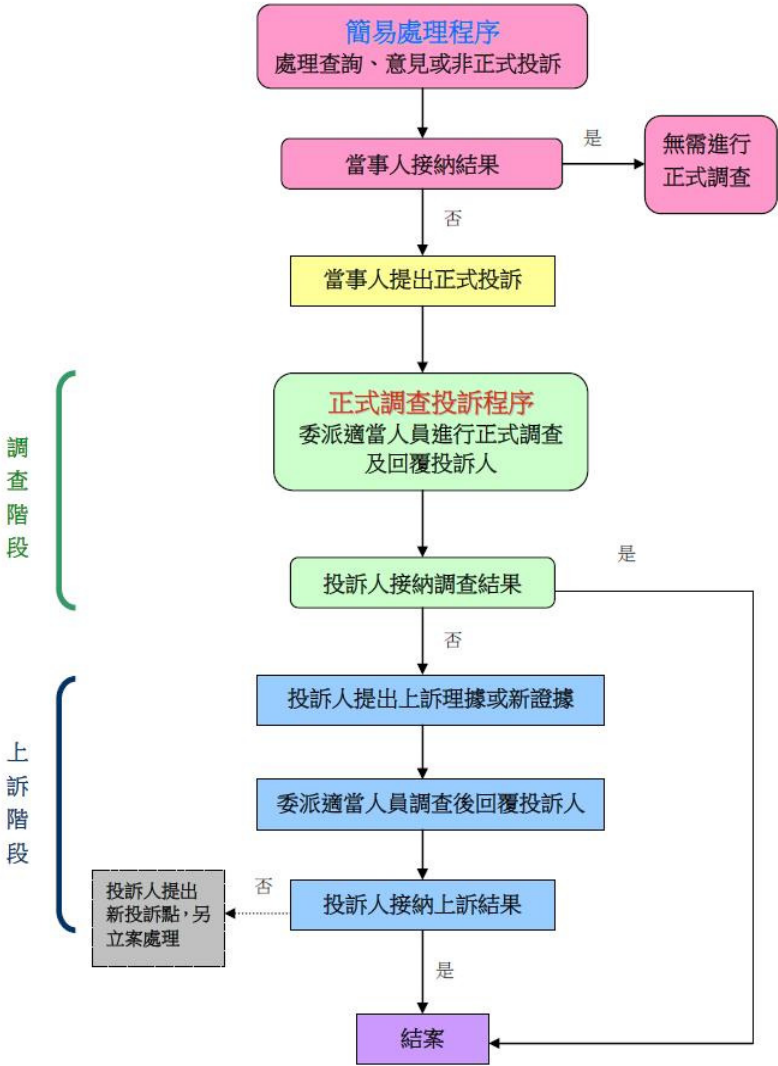 簡易處理程序
處理查詢、意見或非正式投訴
是
無需進行
正式調查
當事人接納結果
否
當事人提出正式投訴
調查階段
正式調查投訴程序
委派適當人員進行正式調查
及回覆投訴人
是
投訴人接納調查結果
否
上訴階段
投訴人提出上訴理據或新證據
委派適當人員調查後回覆投訴人
投訴人接納上訴結果
否
投訴人提出
新投訴點，另
立案處理
是
結案